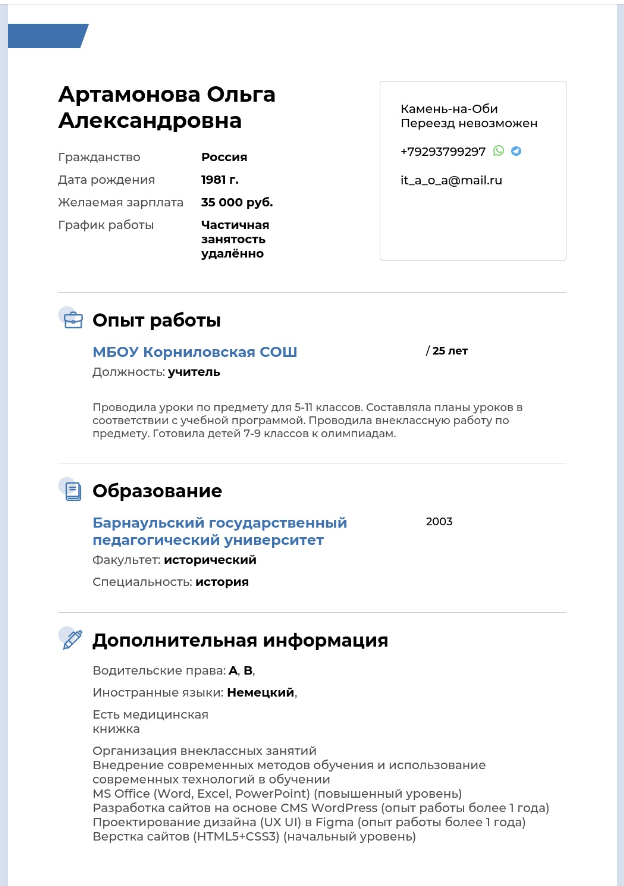 Артамонова Ольга
Александровна
Камень-на-Оби
Переезд невозможен
+79293799297
it_a_o_a@mail.ru
Гражданство Россия
Дата рождения 1981 г.
Желаемая зарплата 35 000 руб.
График работы Частичная
занятость
удалённо
Опыт работы
МБОУ Корниловская СОШ / 25 лет
Должность: учитель
Проводила уроки по предмету для 5-11 классов. Составляла планы уроков в
соответствии с учебной программой. Проводила внеклассную работу по
предмету. Готовила детей 7-9 классов к олимпиадам.
Образование
Барнаульский государственный 2003
педагогический университет
Факультет: исторический
Специальность: история
Дополнительная информация
Водительские права: A, B,
Иностранные языки: Немецкий,
Есть медицинская
книжка
Организация внеклассных занятий
Внедрение современных методов обучения и использование
современных технологий в обучении
MS Office (Word, Excel, PowerPoint) (повышенный уровень)
Разработка сайтов на основе CMS WordPress (опыт работы более 1 года)
Проектирование дизайна (UX UI) в Figma (опыт работы более 1 года)
Верстка сайтов (HTML5+CSS3) (начальный уровень)